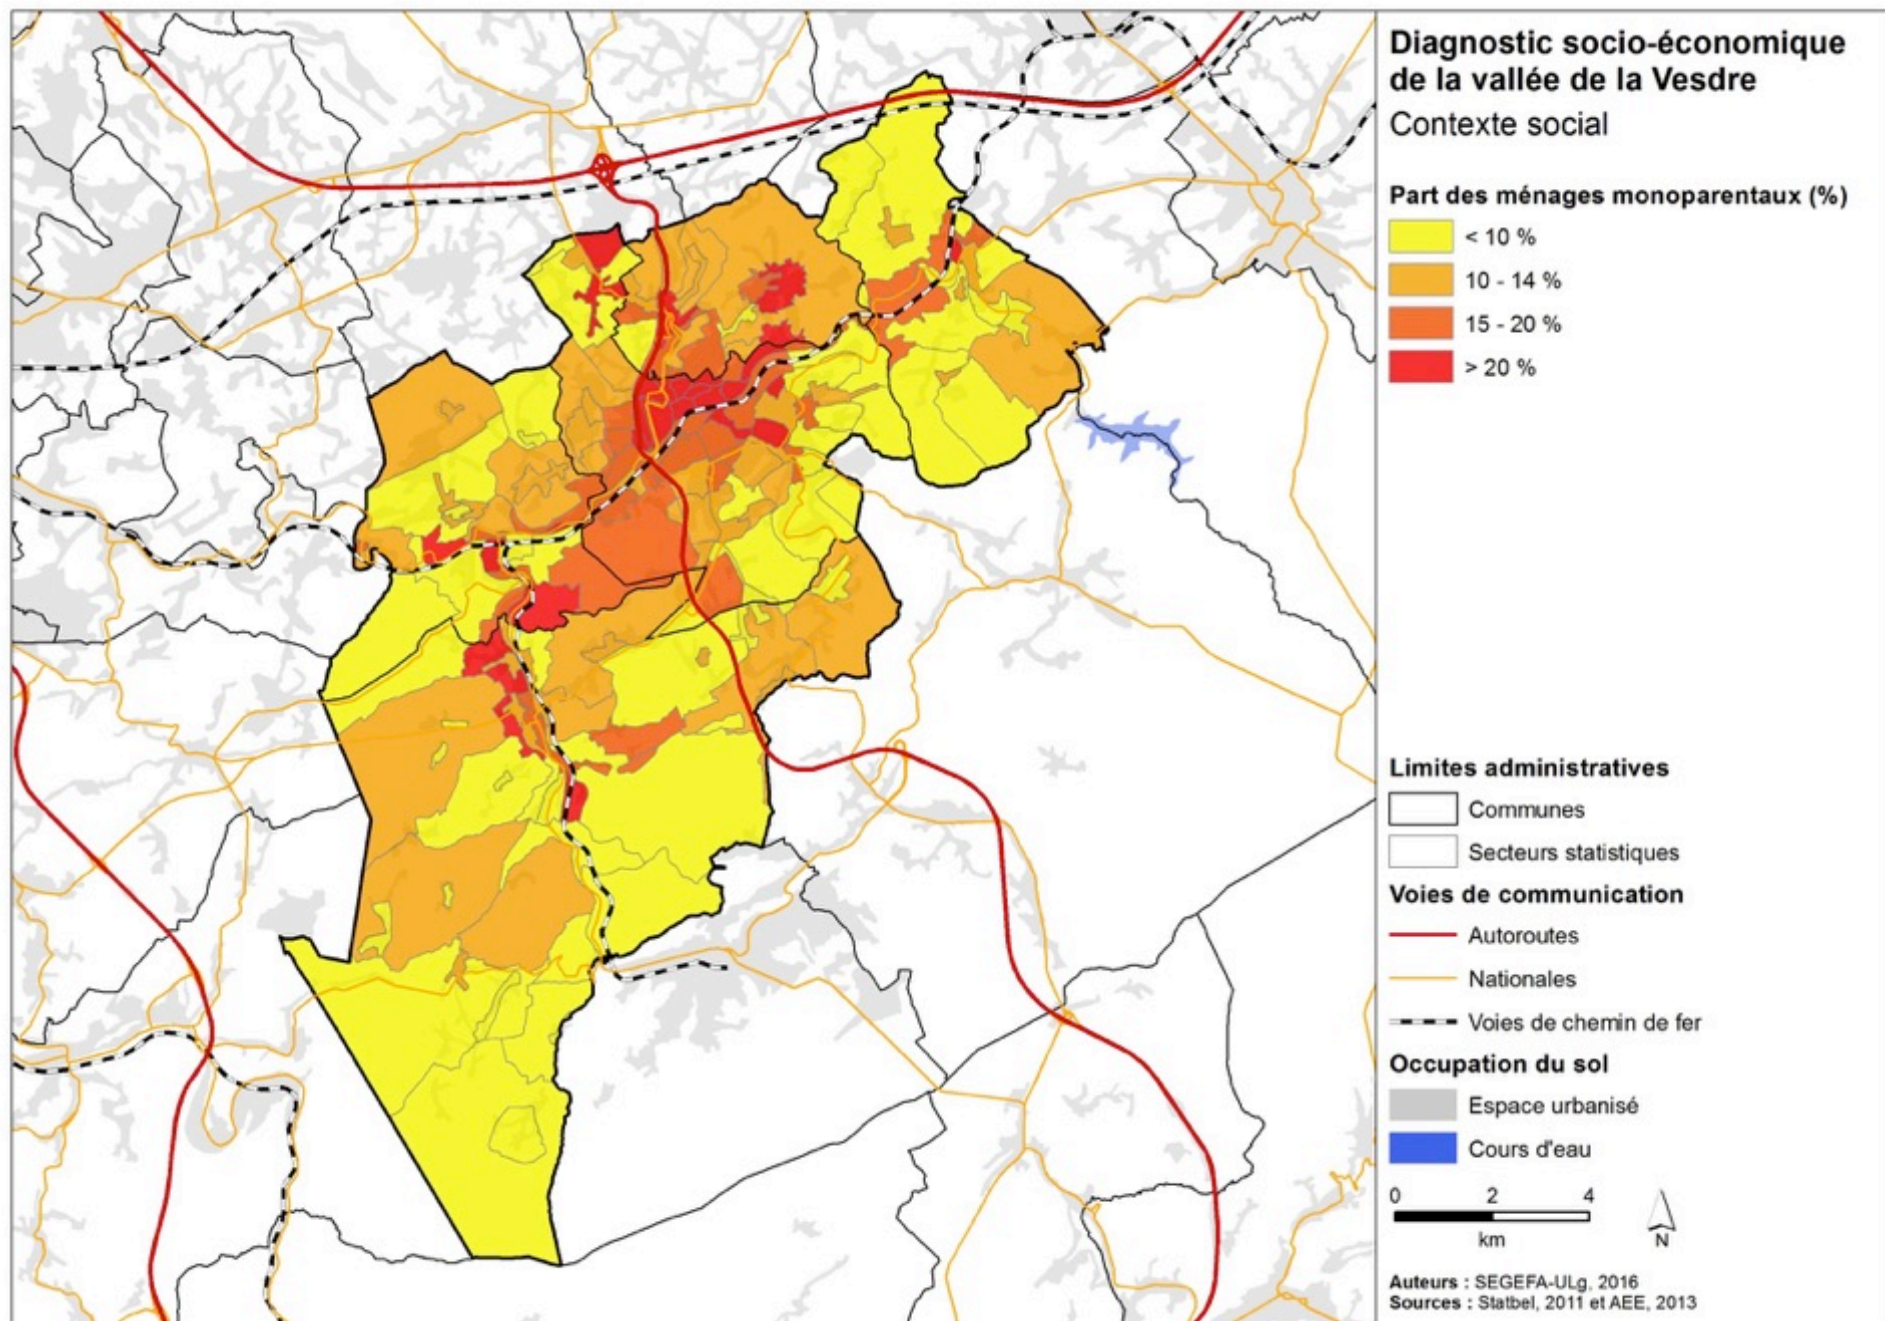 Diagnostic socio-économique
de la vallée de la Vesdre
Contexte social
Part des ménages monoparentaux (%)
< 10 %
10 - 14 %
15 - 20 %
> 20 %
Limites administratives
Communes
Secteurs statistiques
Voies de communication
Autoroutes
Nationales
Voies de chemin de fer
Occupation du sol
Espace urbanisé
Cours d'eau
0 2 4
km
N
Auteurs : SEGEFA-ULg, 2016
Sources : Statbel, 2011 et AEE, 2013